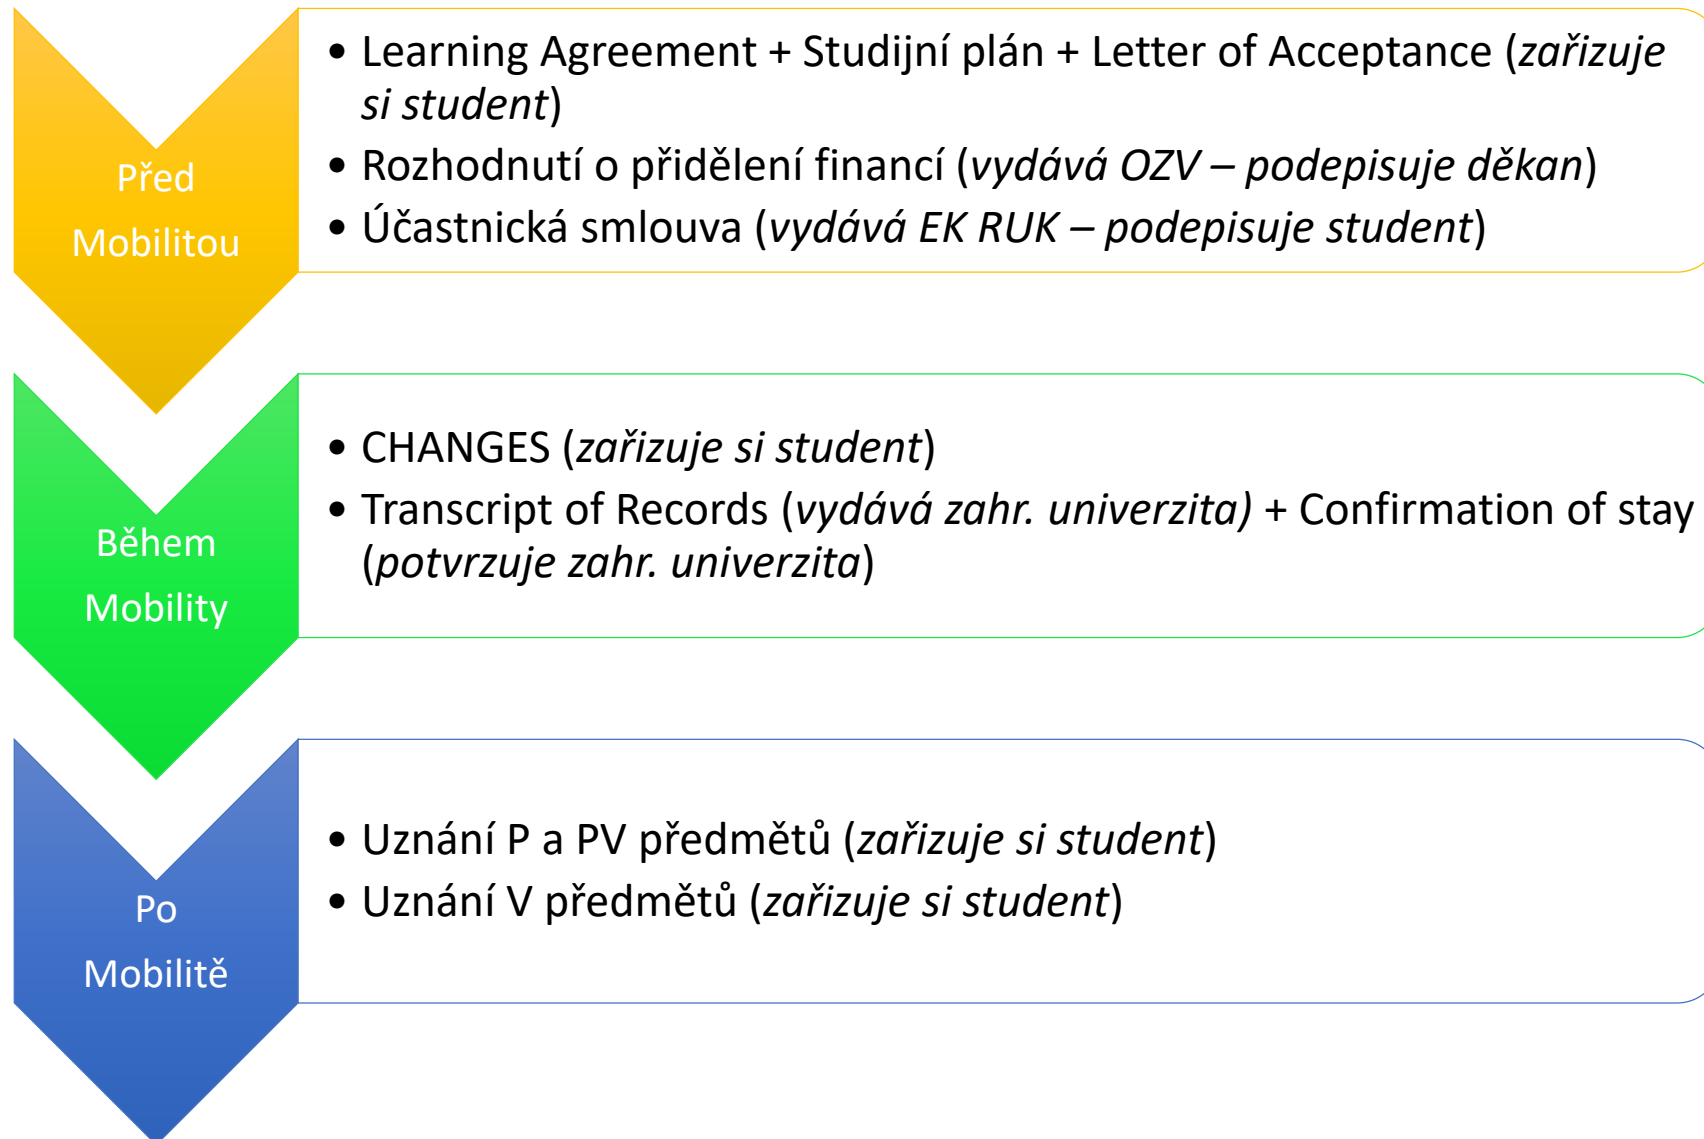 Před
Mobilitou
• Learning Agreement + Studijní plán + Letter of Acceptance (zařizuje
si student)
• Rozhodnutí o přidělení financí (vydává OZV – podepisuje děkan)
• Účastnická smlouva (vydává EK RUK – podepisuje student)
Během
Mobility
• CHANGES (zařizuje si student)
• Transcript of Records (vydává zahr. univerzita) + Confirmation of stay
(potvrzuje zahr. univerzita)
Po
Mobilitě
• Uznání P a PV předmětů (zařizuje si student)
• Uznání V předmětů (zařizuje si student)